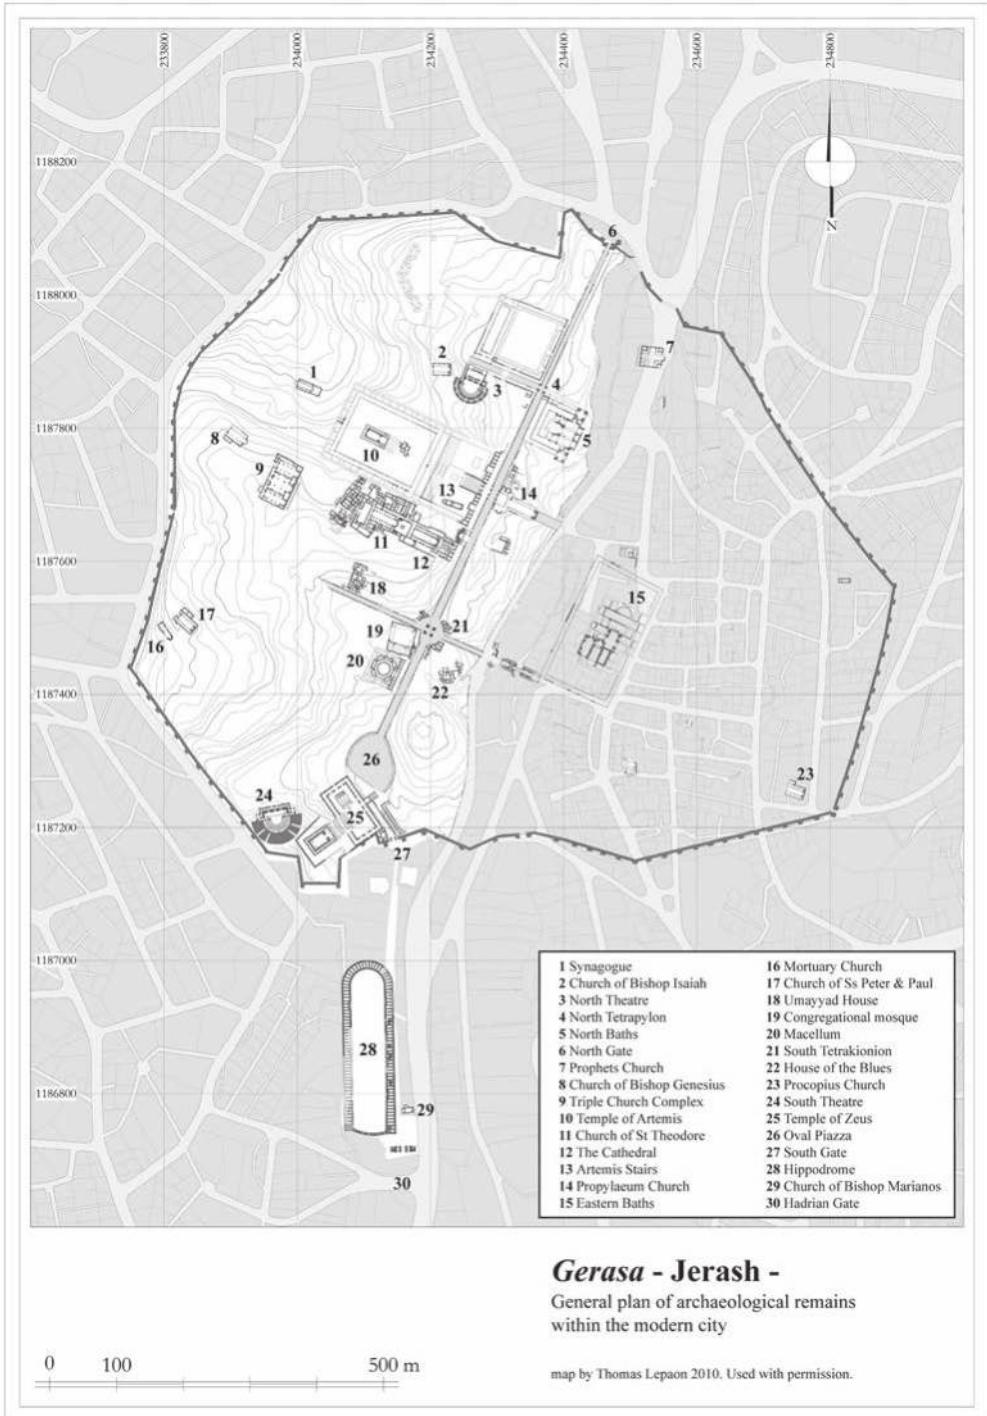 233800
234000
234200
234400
234600
234800
1188200
N
6
1188000
7
2
1
3
4
1187800
8
5
10
9
13
14
11
12
1187600
18
15
17
16
19
21
20
22
1187400
26
23
24
25
1187200
27
1187000
28
1186800
29
30
1 Synagogue
2 Church of Bishop Isaiah
3 North Theatre
4 North Tetrapylon
5 North Baths
6 North Gate
7 Prophets Church
8 Church of Bishop Genesius
9 Triple Church Complex
10 Temple of Artemis
11 Church of St Theodore
12 The Cathedral
13 Artemis Stairs
14 Propylaeum Church
15 Eastern Baths
16 Mortuary Church
17 Church of Ss Peter & Paul
18 Umayyad House
19 Congregational mosque
20 Macellum
21 South Tetrakionion
22 House of the Blues
23 Procopius Church
24 South Theatre
25 Temple of Zeus
26 Oval Piazza
27 South Gate
28 Hippodrome
29 Church of Bishop Marianos
30 Hadrian Gate
Gerasa - Jerash -
General plan of archaeological remains
within the modern city
0 100 500 m
map by Thomas Lepaon 2010. Used with permission.